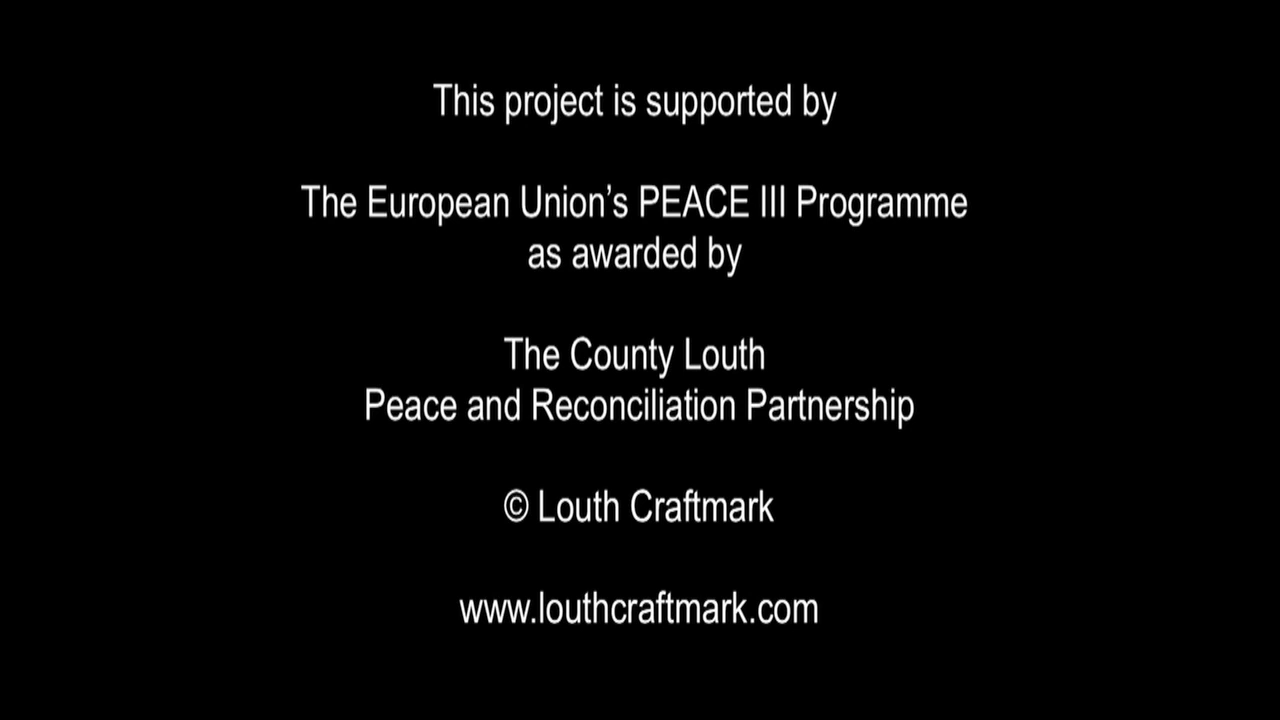 This project is supported by
The European Union’s PEACE III Programme
as awarded by
The County Louth
Peace and Reconciliation Partnership
© Louth Craftmark
www.louthcraftmark.com